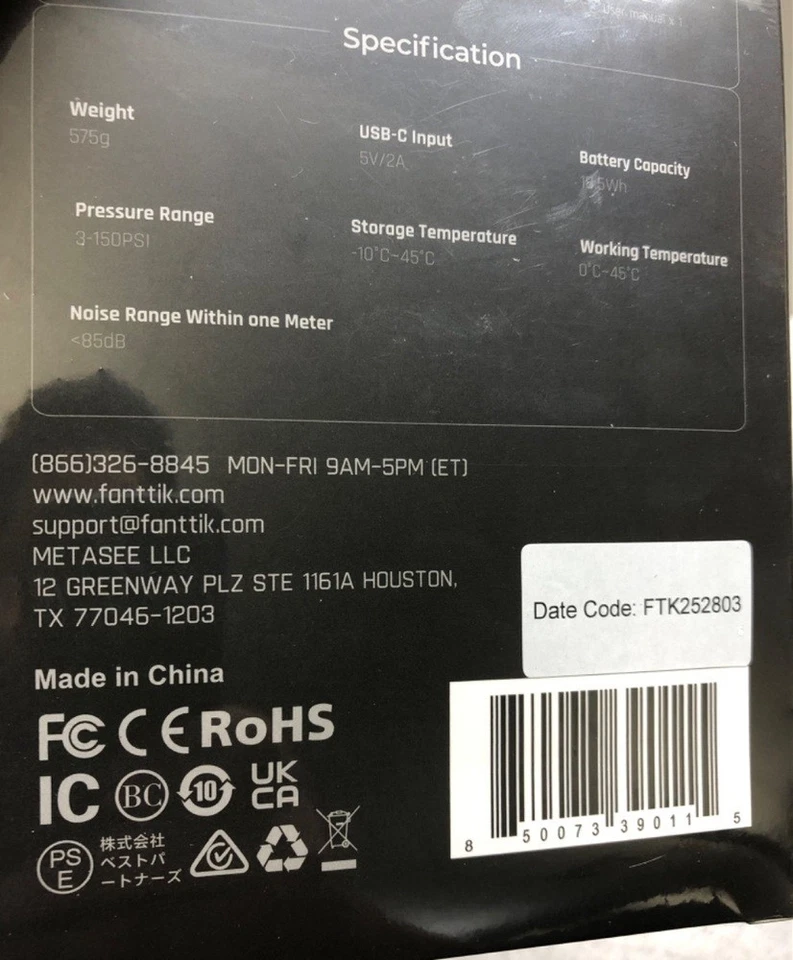 User manual x 1
Specification
Weight
575g
USB-C Input
5V/2A
Battery Capacity
Pressure Range
3-150PSI
Storage Temperature
-10°C~45°C
Working Temperature
0°C~45°C
Noise Range Within one Meter
<85dB
(866)326-8845 MON-FRI 9AM-5PM (ET)
www.fanttik.com
support@fanttik.com
METASEE LLC
12 GREENWAY PLZ STE 1161A HOUSTON,
TX 77046-1203
Date Code: FTK252803
Made in China
FC CE RoHS
IC BC 10 UK
CA
8 50073 39011 5
PS
E
株式会社
ベストパ
ートナーズ